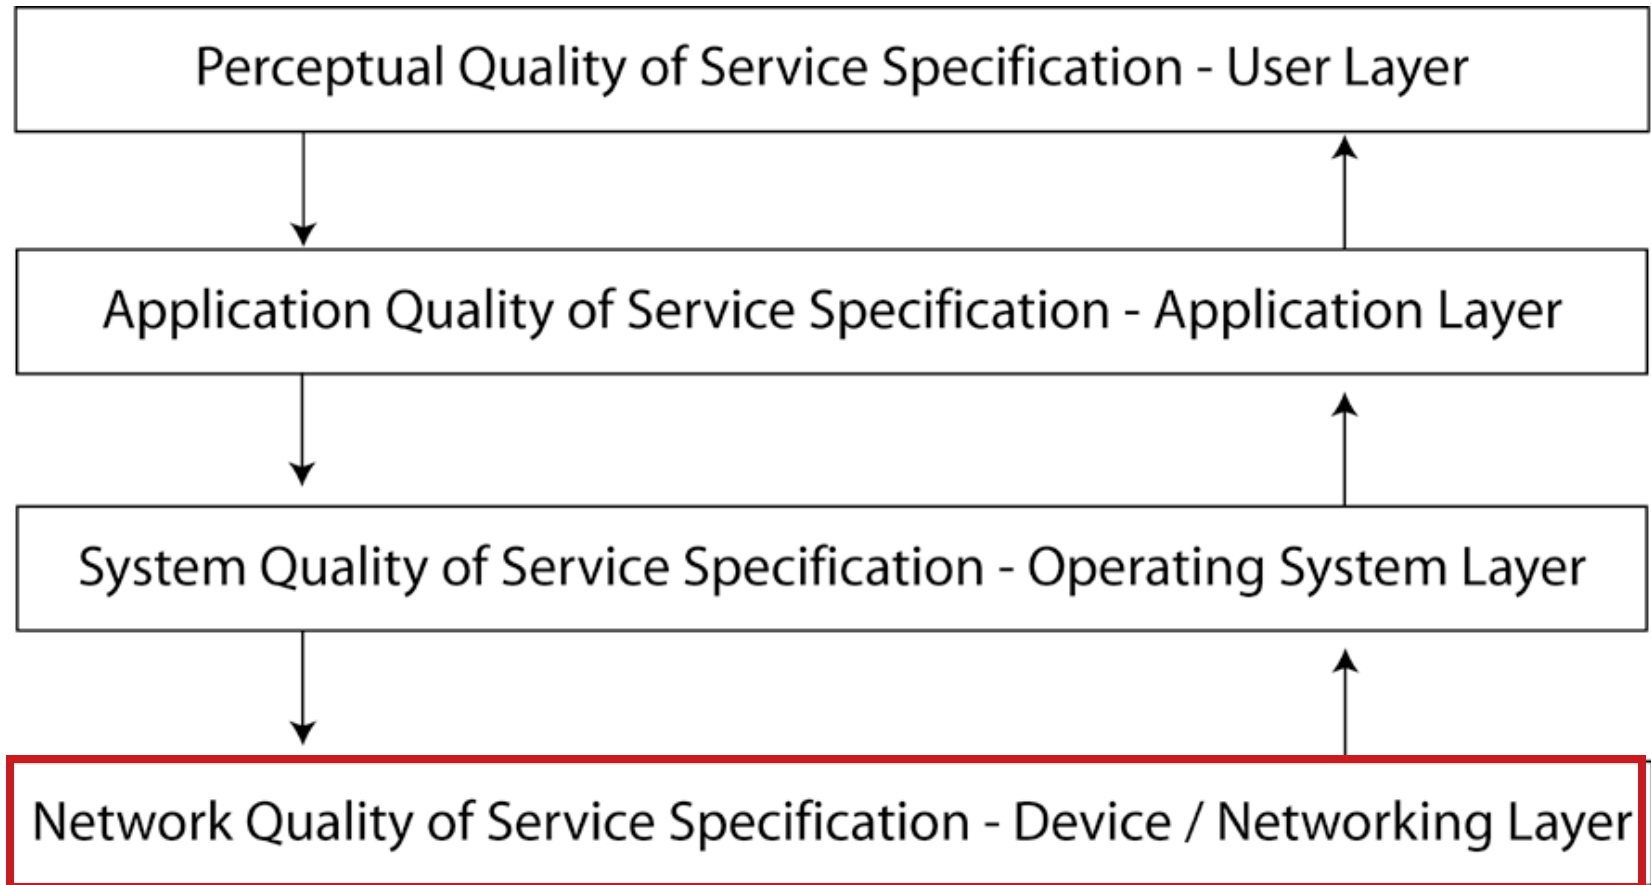 Perceptual Quality of Service Specification - User Layer
Application Quality of Service Specification - Application Layer
System Quality of Service Specification - Operating System Layer
Network Quality of Service Specification - Device / Networking Layer